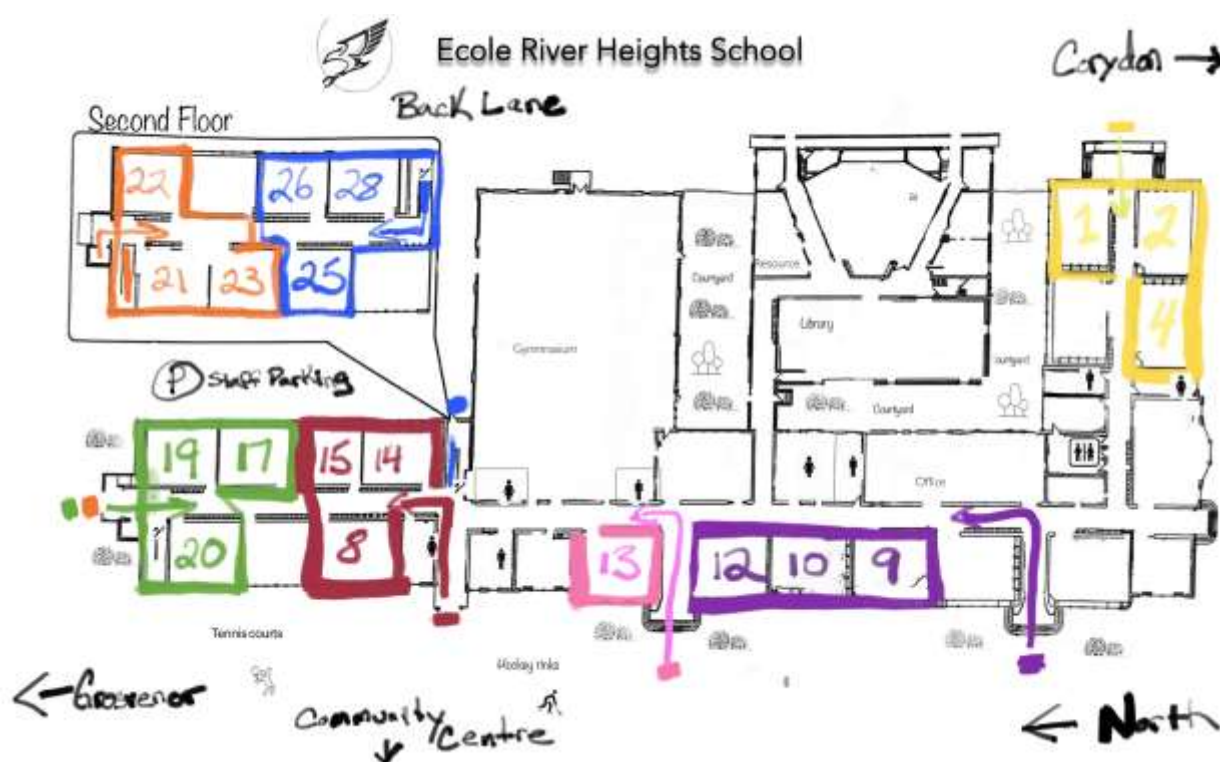 Ecole River Heights School
Corydon →
Back Lane
Second Floor
22
26
28
1
2
21
23
25
Resource
Courtyard
4
Library
Gymnasium
ourtyard
P Staff Parking
Courtyard
19
17
15
14
Office
20
8
13
12
10
9
Tennis courts
Hockey rinks
← Grosvenor
Community
Centre
← North